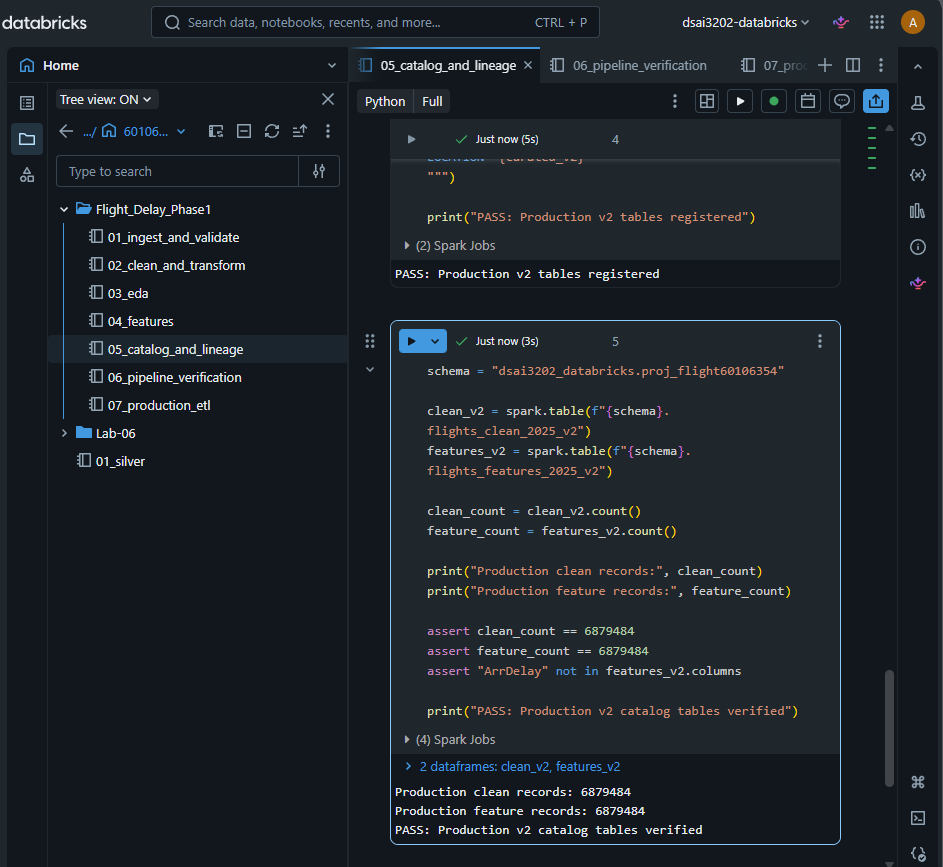 databricks
Search data, notebooks, recents, and more...
CTRL + P
dsai3202-databricks
A
Home
05_catalog_and_lineage
06_pipeline_verification
07_proc
Tree view: ON
Python
Full
.../
60106...
Type to search
Flight_Delay_Phase1
01_ingest_and_validate
02_clean_and_transform
03_eda
04_features
05_catalog_and_lineage
06_pipeline_verification
07_production_etl
Lab-06
01_silver
Just now (5s)
4
""")
print("PASS: Production v2 tables registered")
(2) Spark Jobs
PASS: Production v2 tables registered
Just now (3s)
5
schema = "dsai3202_databricks.proj_flight60106354"
clean_v2 = spark.table(f"{schema}.
flights_clean_2025_v2")
features_v2 = spark.table(f"{schema}.
flights_features_2025_v2")
clean_count = clean_v2.count()
feature_count = features_v2.count()
print("Production clean records:", clean_count)
print("Production feature records:", feature_count)
assert clean_count == 6879484
assert feature_count == 6879484
assert "ArrDelay" not in features_v2.columns
print("PASS: Production v2 catalog tables verified")
(4) Spark Jobs
2 dataframes: clean_v2, features_v2
Production clean records: 6879484
Production feature records: 6879484
PASS: Production v2 catalog tables verified